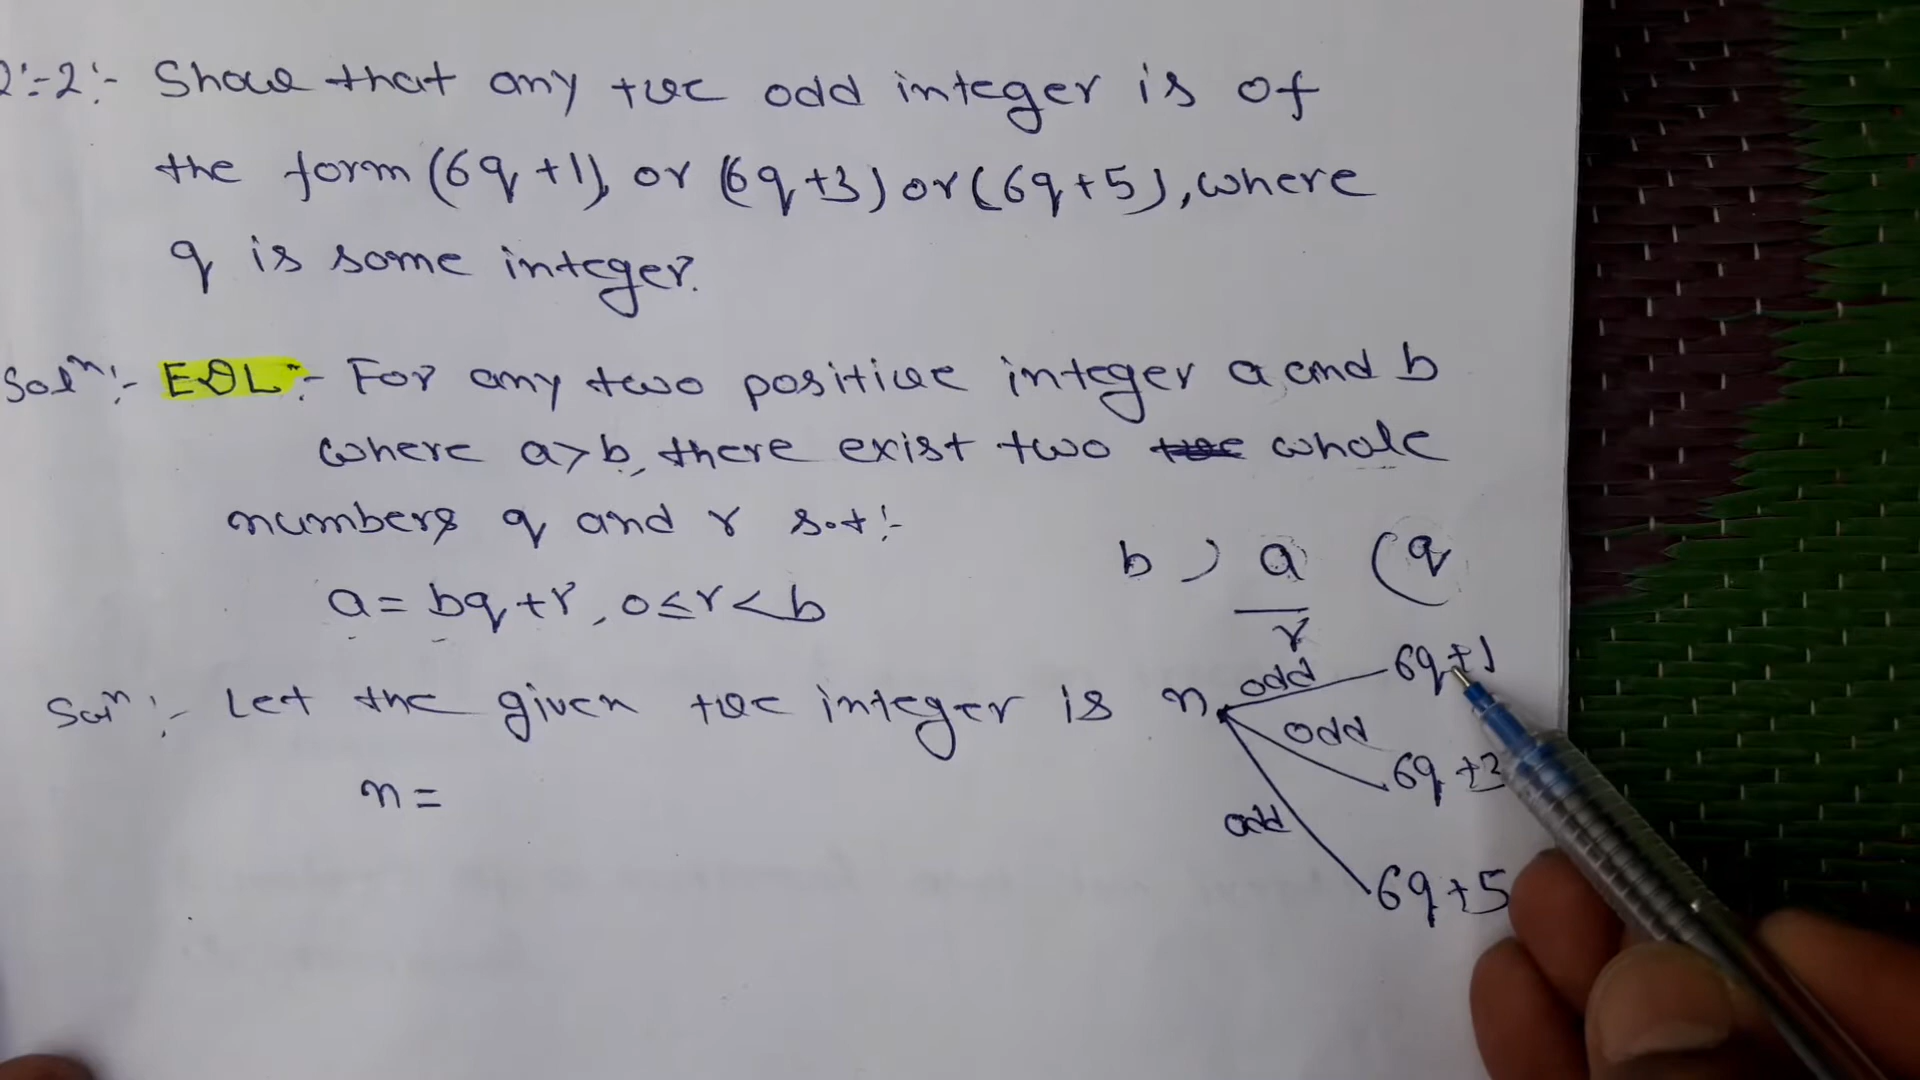 2:- Show that any +ve odd integer is of
the form (6q+1), or (6q+3) or (6q+5), where
q is some integer.
Solⁿ:- EDL:- For any two positive integer a and b
where a>b, there exist two whole
numbers q and r s.t:-
a = bq+r, 0≤r<b
b ) a ( q
r
Solⁿ:- Let the given +ve integer is n
odd 6q+1
odd 6q+3
odd 6q+5
n =